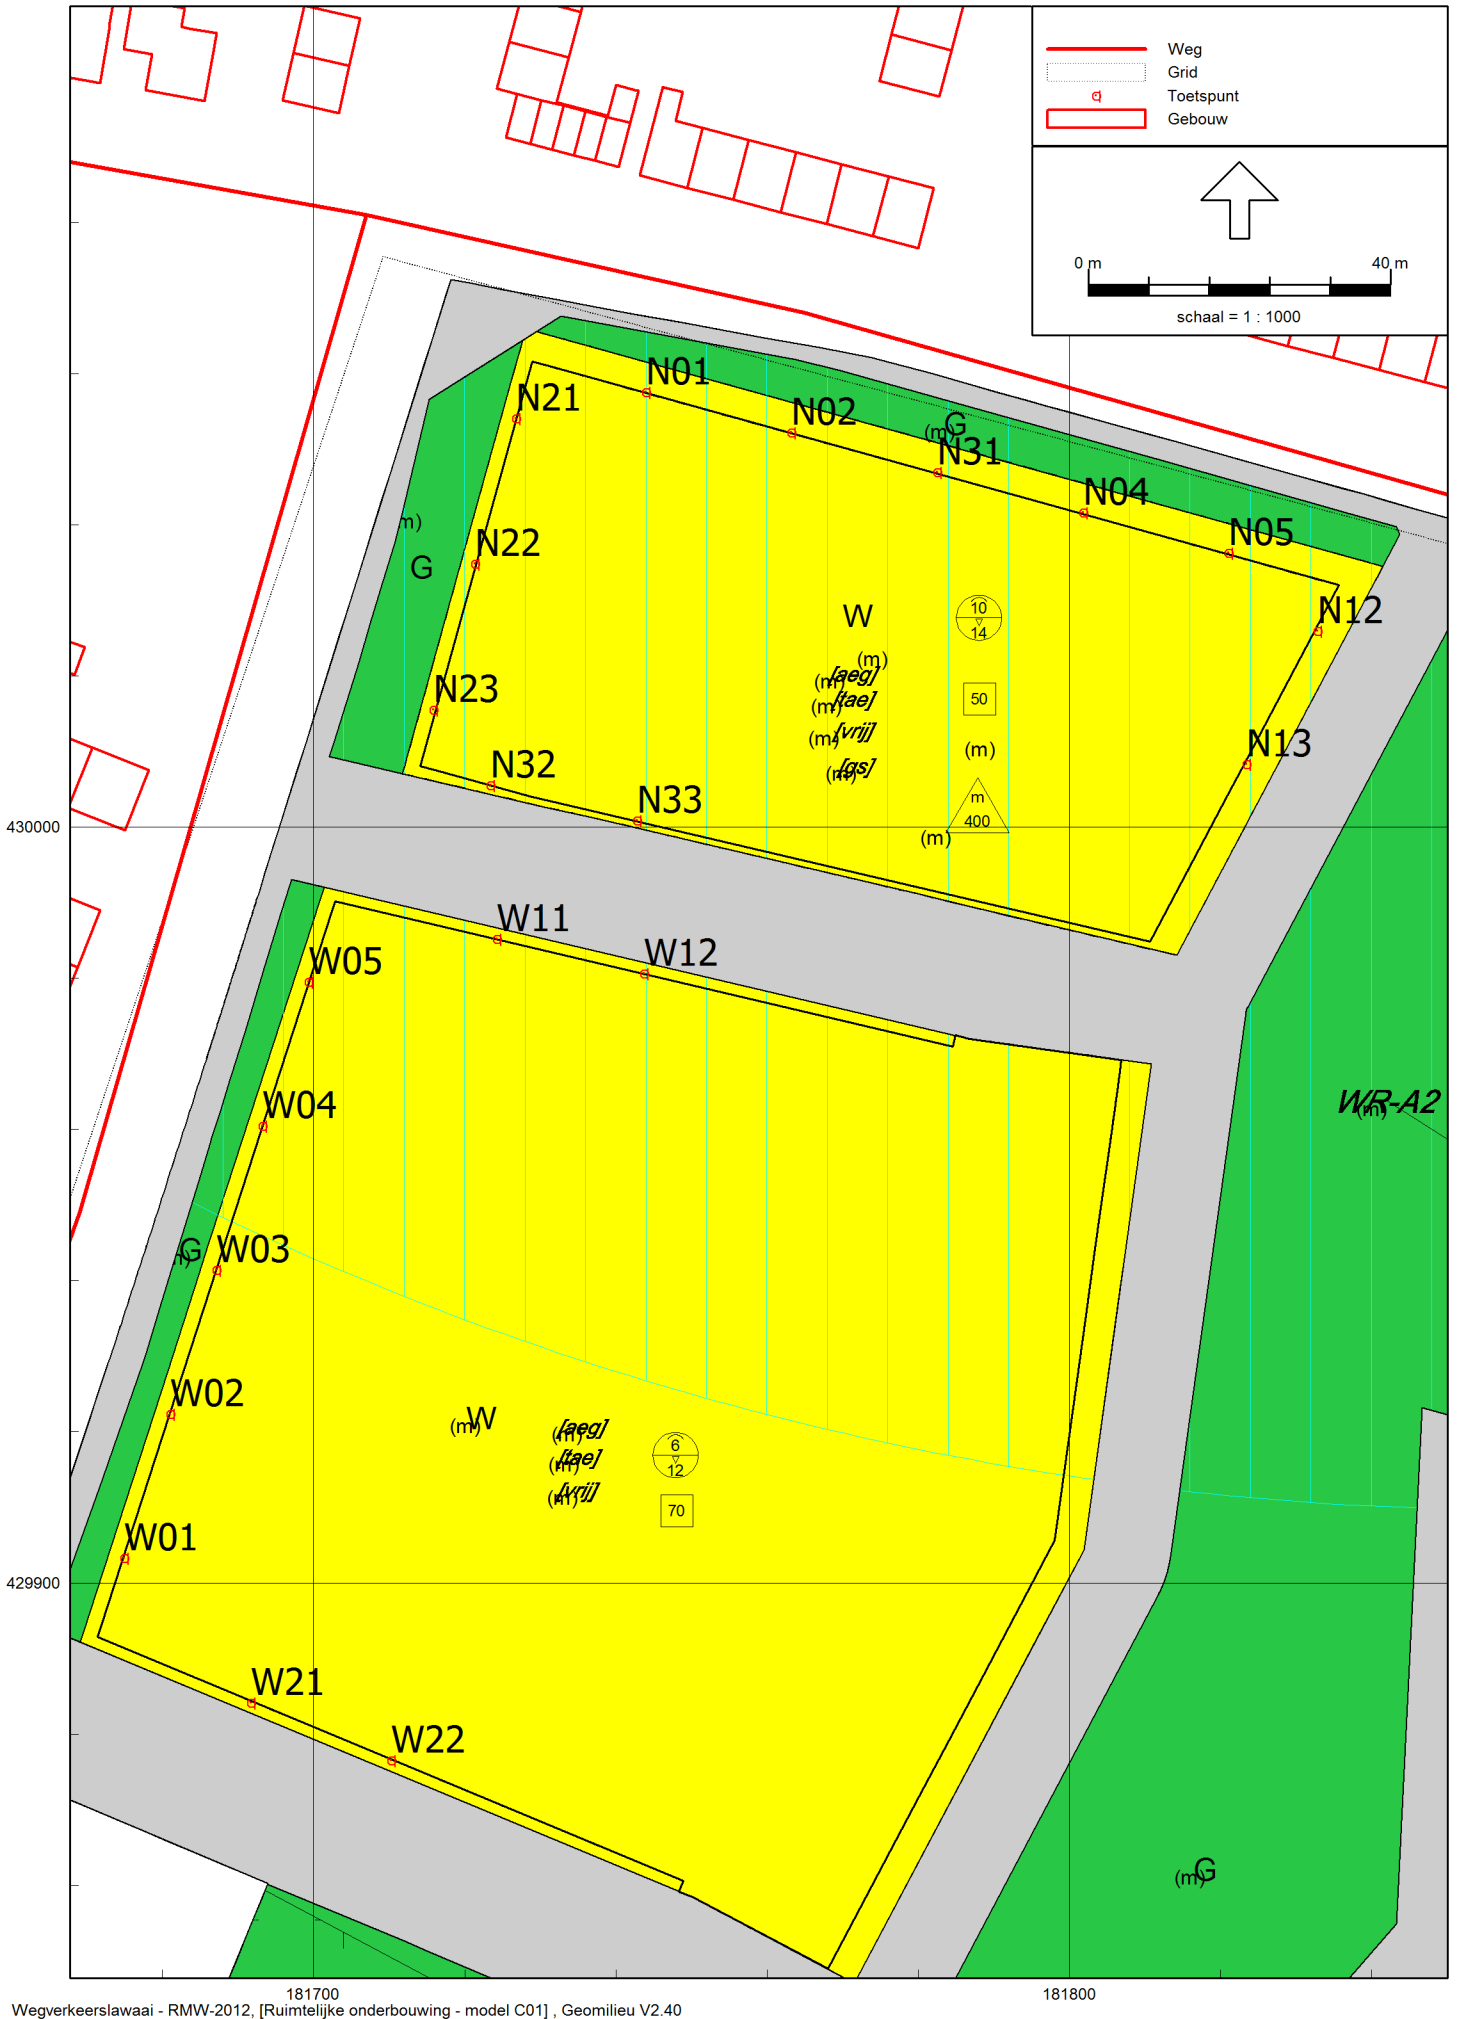 Weg
Grid
Toetspunt
Gebouw
0 m
40 m
schaal = 1 : 1000
N01
N21
N02
G
(m)
N31
N04
N05
m)
N22
G
10
14
N12
W
(m)
[aeg]
(m)
[tae]
(m)
50
N23
[vrij]
(m)
(m)
N13
[gs]
(m)
N32
m
400
N33
(m)
430000
W11
W12
W05
W04
WR-A2
(m)
W03
G
W02
W
(m)
[aeg]
(m)
[tae]
(m)
6
12
[vrij]
(m)
70
W01
429900
W21
W22
G
(m)
181700
181800
Wegverkeerslawaai - RMW-2012, [Ruimtelijke onderbouwing - model C01] , Geomilieu V2.40